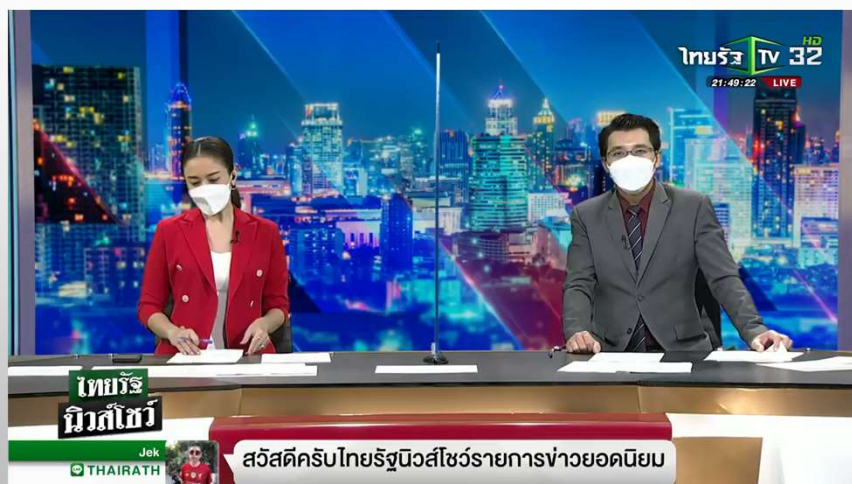 ไทยรัฐ TV 32 HD
21:49:22 LIVE
ไทยรัฐ
นิวส์โชว์
Jek
THAIRATH
สวัสดีครับไทยรัฐนิวส์โชว์รายการข่าวยอดนิยม